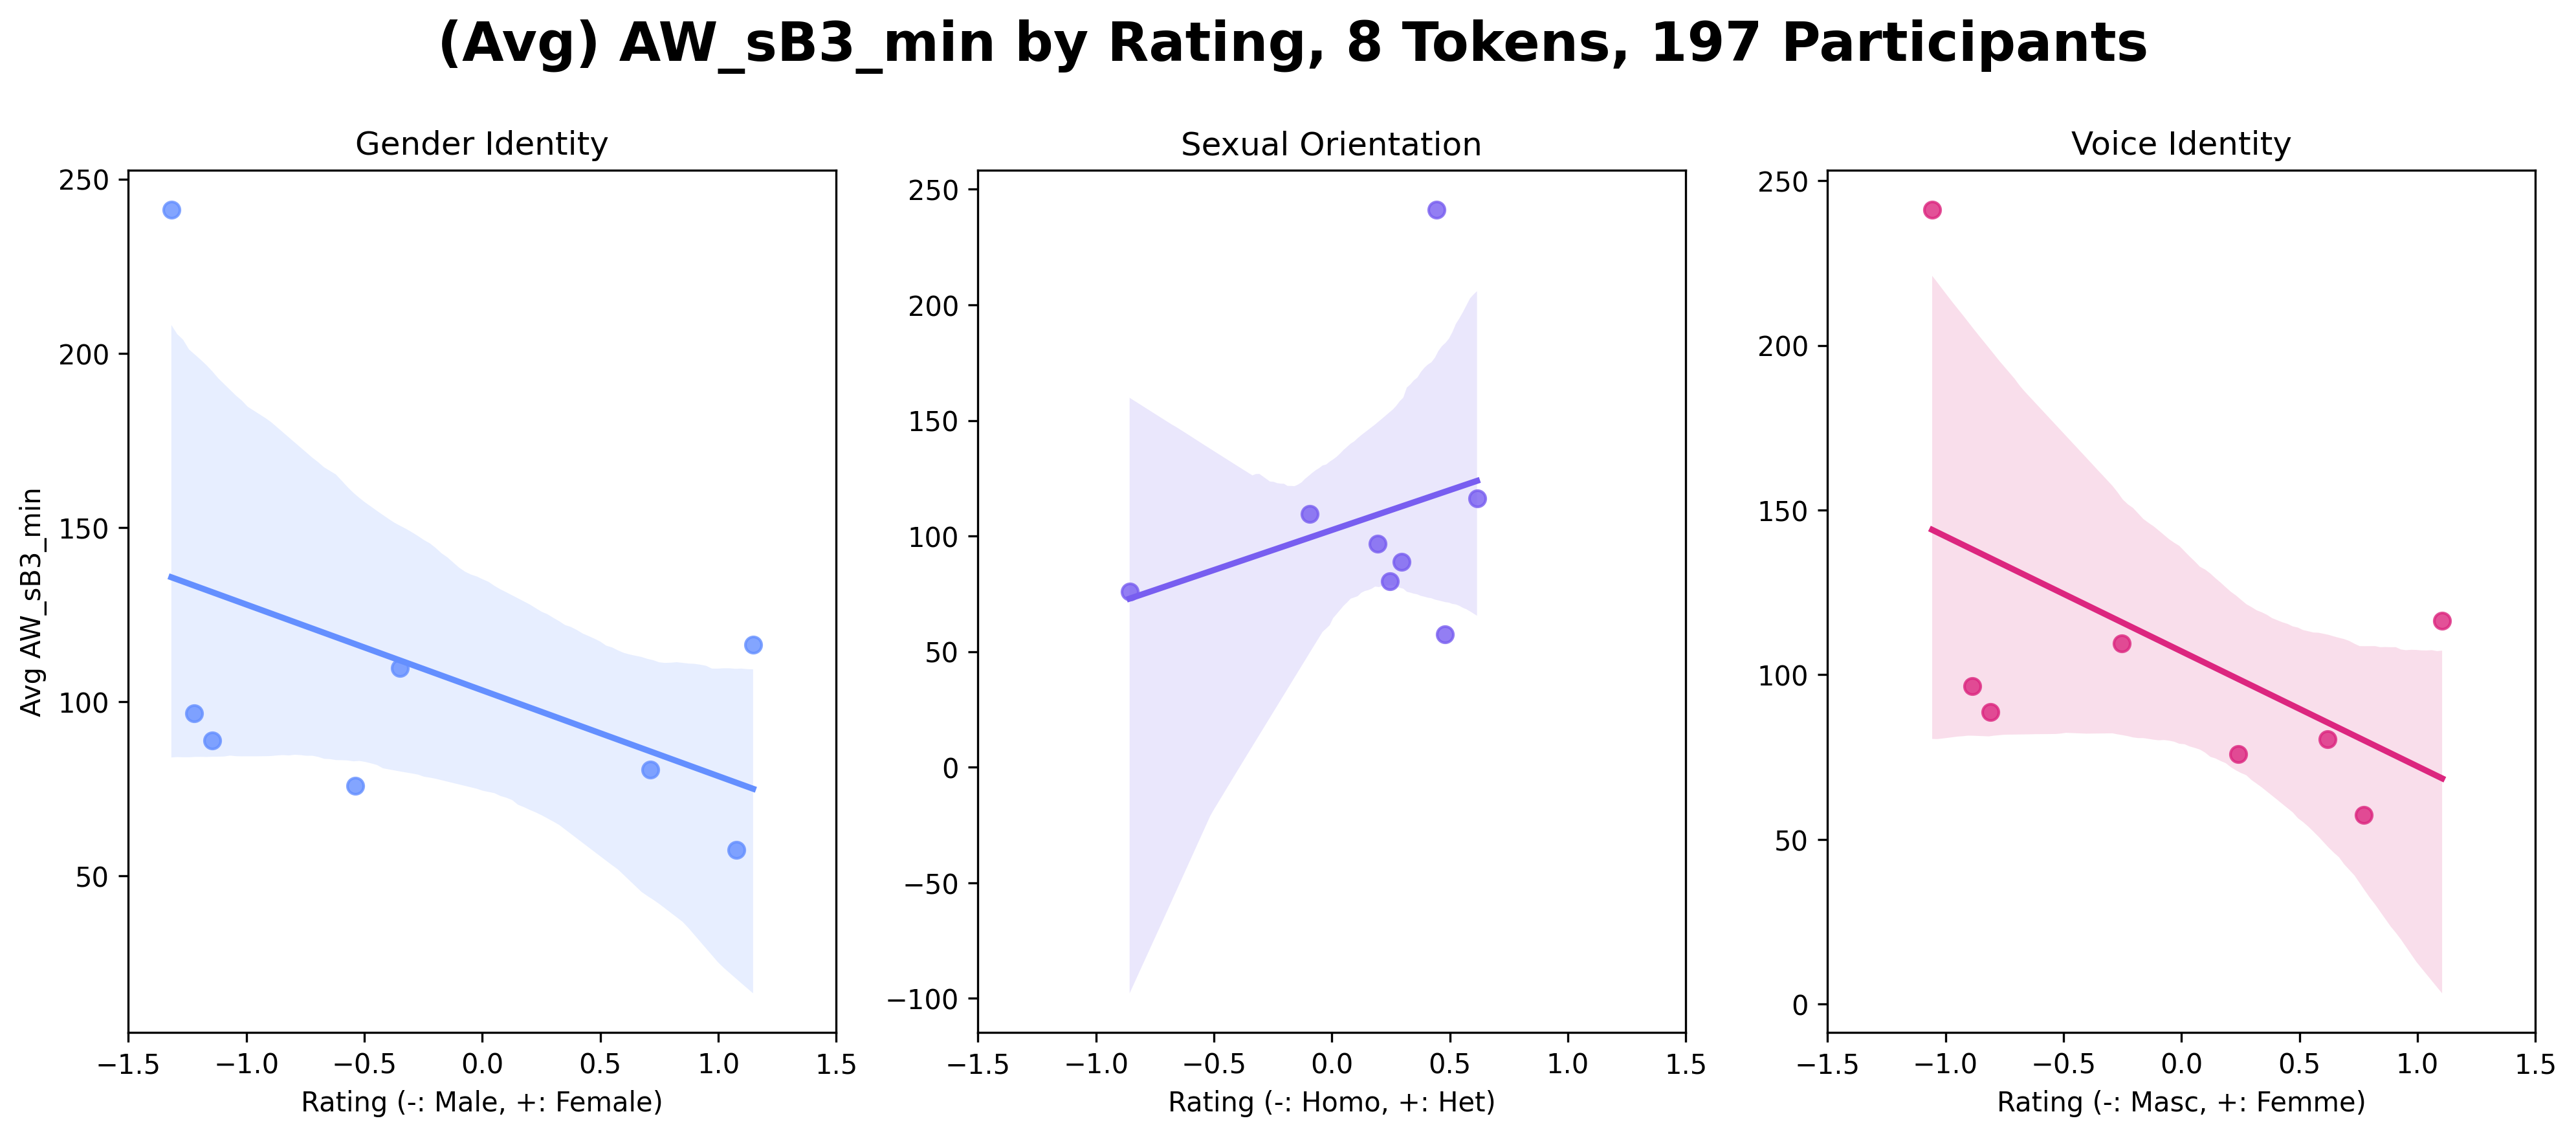 (Avg) AW_sB3_min by Rating, 8 Tokens, 197 Participants
Gender Identity
Sexual Orientation
Voice Identity
Avg AW_sB3_min
250
200
150
100
50
−1.5 −1.0 −0.5 0.0 0.5 1.0 1.5
Rating (-: Male, +: Female)
250
200
150
100
50
0
−50
−100
−1.5 −1.0 −0.5 0.0 0.5 1.0 1.5
Rating (-: Homo, +: Het)
250
200
150
100
50
0
−1.5 −1.0 −0.5 0.0 0.5 1.0 1.5
Rating (-: Masc, +: Femme)